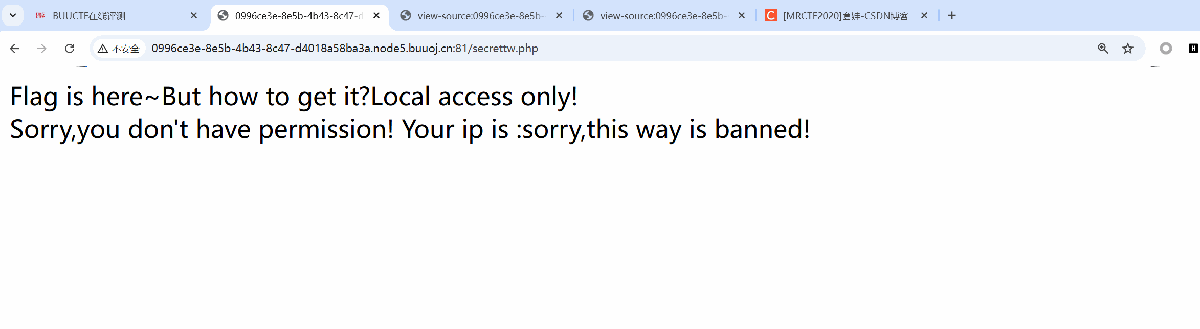 BUUCTF在线评测
0996ce3e-8e5b-4b43-8c47-d
view-source:0996ce3e-8e5b-
view-source:0996ce3e-8e5b-
[MRCTF2020]套娃-CSDN博客
不安全
0996ce3e-8e5b-4b43-8c47-d4018a58ba3a.node5.buuoj.cn:81/secrettw.php
Flag is here~But how to get it?Local access only!
Sorry,you don't have permission! Your ip is :sorry,this way is banned!